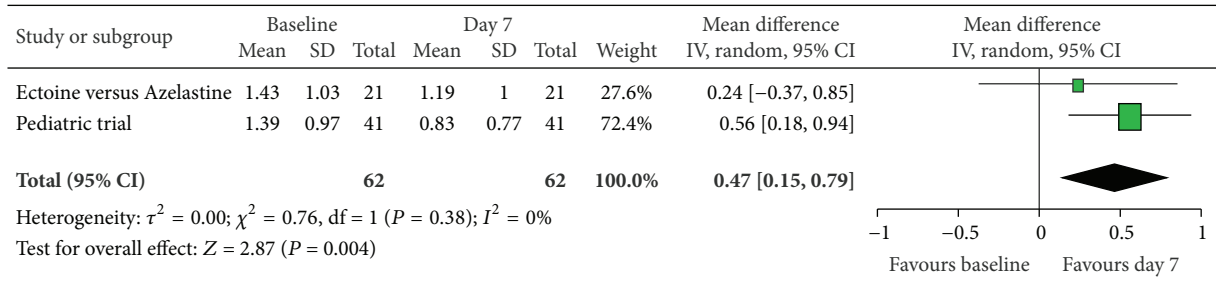 Study or subgroup Baseline Day 7 Mean difference Mean difference
Mean SD Total Mean SD Total Weight IV, random, 95% CI IV, random, 95% CI
Ectoine versus Azelastine 1.43 1.03 21 1.19 1 21 27.6% 0.24 [−0.37, 0.85]
Pediatric trial 1.39 0.97 41 0.83 0.77 41 72.4% 0.56 [0.18, 0.94]
Total (95% CI) 62 62 100.0% 0.47 [0.15, 0.79]
Heterogeneity: τ² = 0.00; χ² = 0.76, df = 1 (P = 0.38); I² = 0%
Test for overall effect: Z = 2.87 (P = 0.004)
−1 −0.5 0 0.5 1
Favours baseline Favours day 7